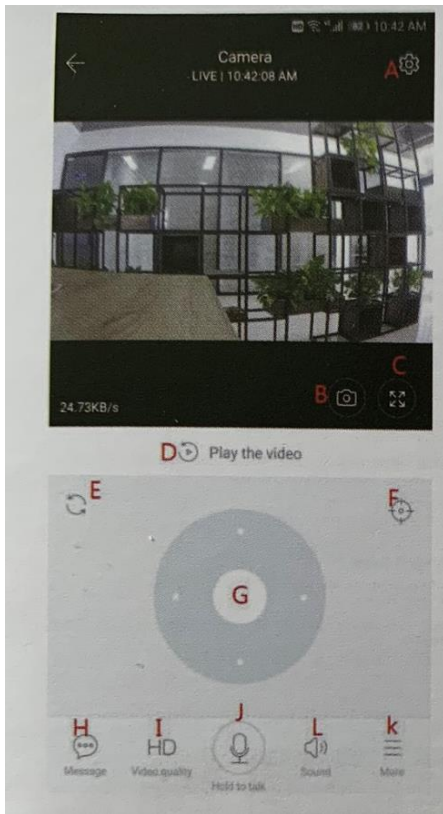 HD 10:42 AM
Camera
LIVE | 10:42:08 AM
A
B
C
24.73KB/s
D Play the video
E
F
G
H I J L k
HD
Message Video quality Hold to talk Sound More